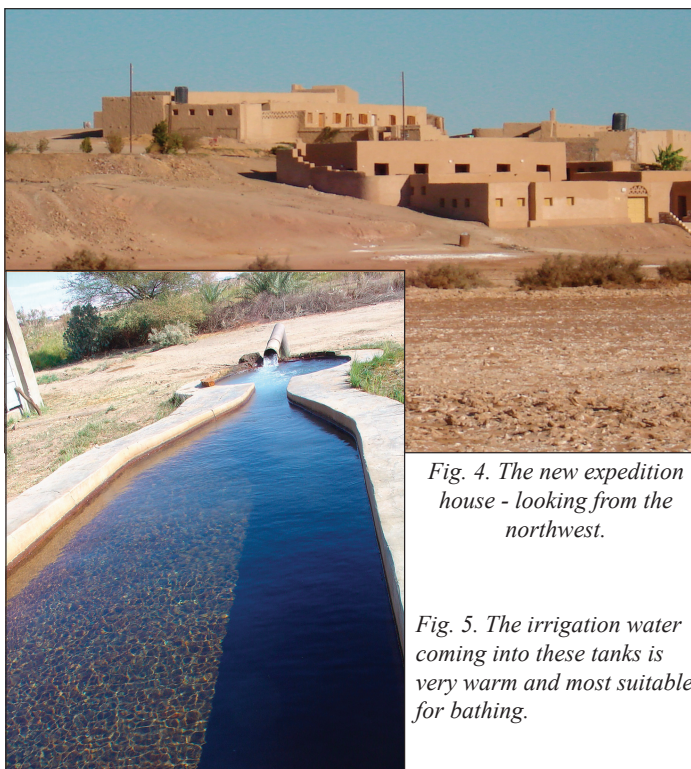 Fig. 4. The new expedition
house - looking from the
northwest.
Fig. 5. The irrigation water
coming into these tanks is
very warm and most suitable
for bathing.